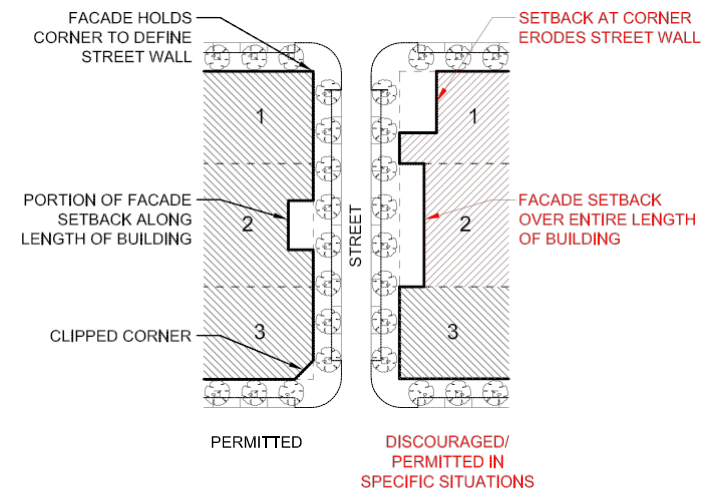 FACADE HOLDS
CORNER TO DEFINE
STREET WALL
SETBACK AT CORNER
ERODES STREET WALL
1
1
PORTION OF FACADE
SETBACK ALONG
LENGTH OF BUILDING
2
STREET
2
FACADE SETBACK
OVER ENTIRE LENGTH
OF BUILDING
CLIPPED CORNER
3
3
PERMITTED
DISCOURAGED/
PERMITTED IN
SPECIFIC SITUATIONS